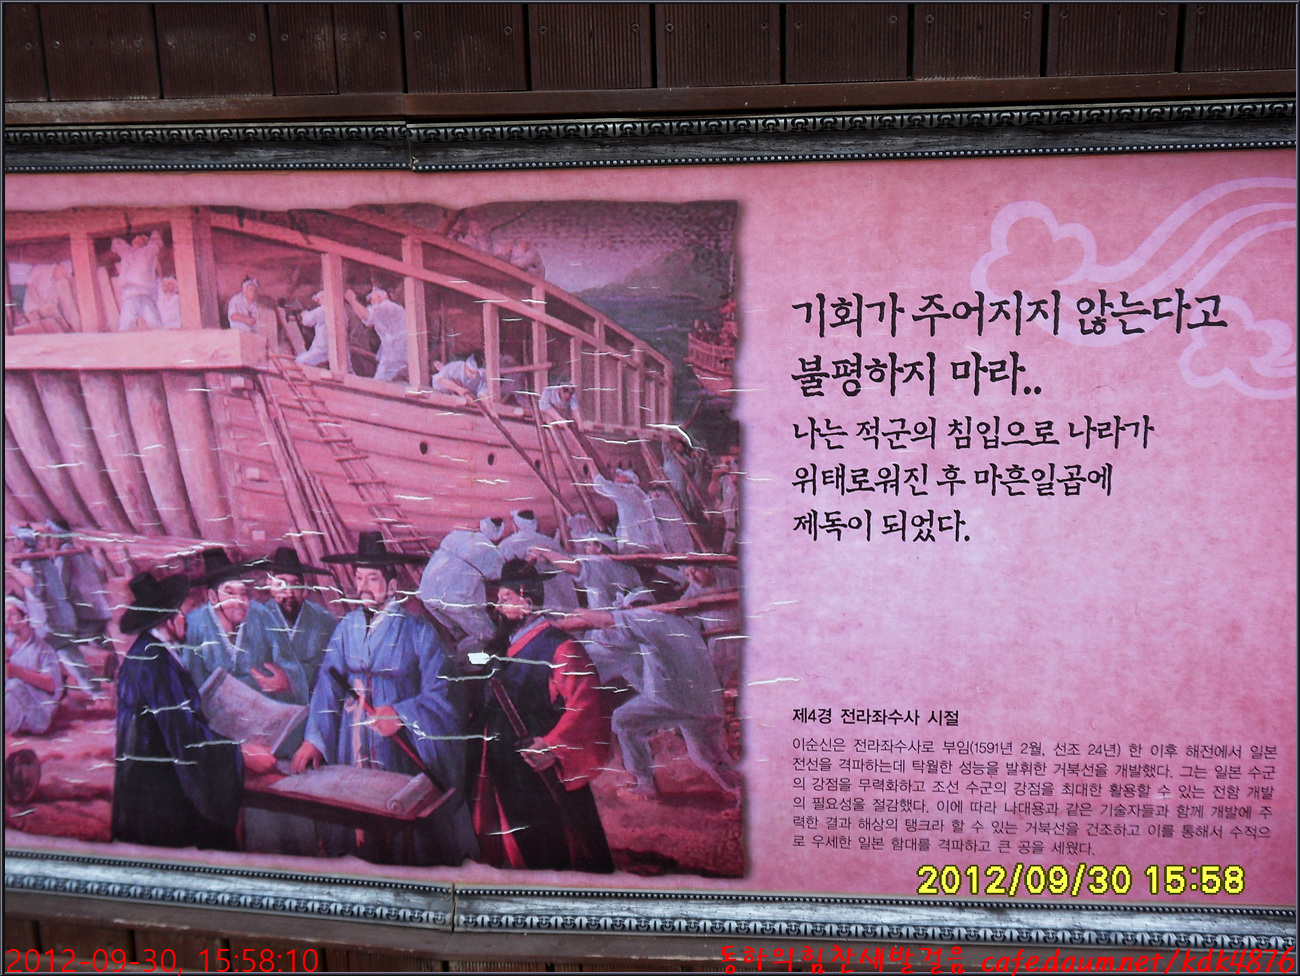 기회가 주어지지 않는다고
불평하지 마라..
나는 적군의 침입으로 나라가
위태로워진 후 마흔일곱에
제독이 되었다.
제4경 전라좌수사 시절
이순신은 전라좌수사로 부임(1591년 2월, 선조 24년) 한 이후 해전에서 일본
전선을 격파하는데 탁월한 성능을 발휘한 거북선을 개발했다. 그는 일본 수군
의 강점을 무력화하고 조선 수군의 강점을 최대한 활용할 수 있는 전함 개발
의 필요성을 절감했다. 이에 따라 나대용과 같은 기술자들과 함께 개발에 주
력한 결과 해상의 탱크라 할 수 있는 거북선을 건조하고 이를 통해서 수적으
로 우세한 일본 함대를 격파하고 큰 공을 세웠다.
2012/09/30 15:58
2012-09-30, 15:58:10
동하의힘찬새발걸음 cafe.daum.net/kdk4876